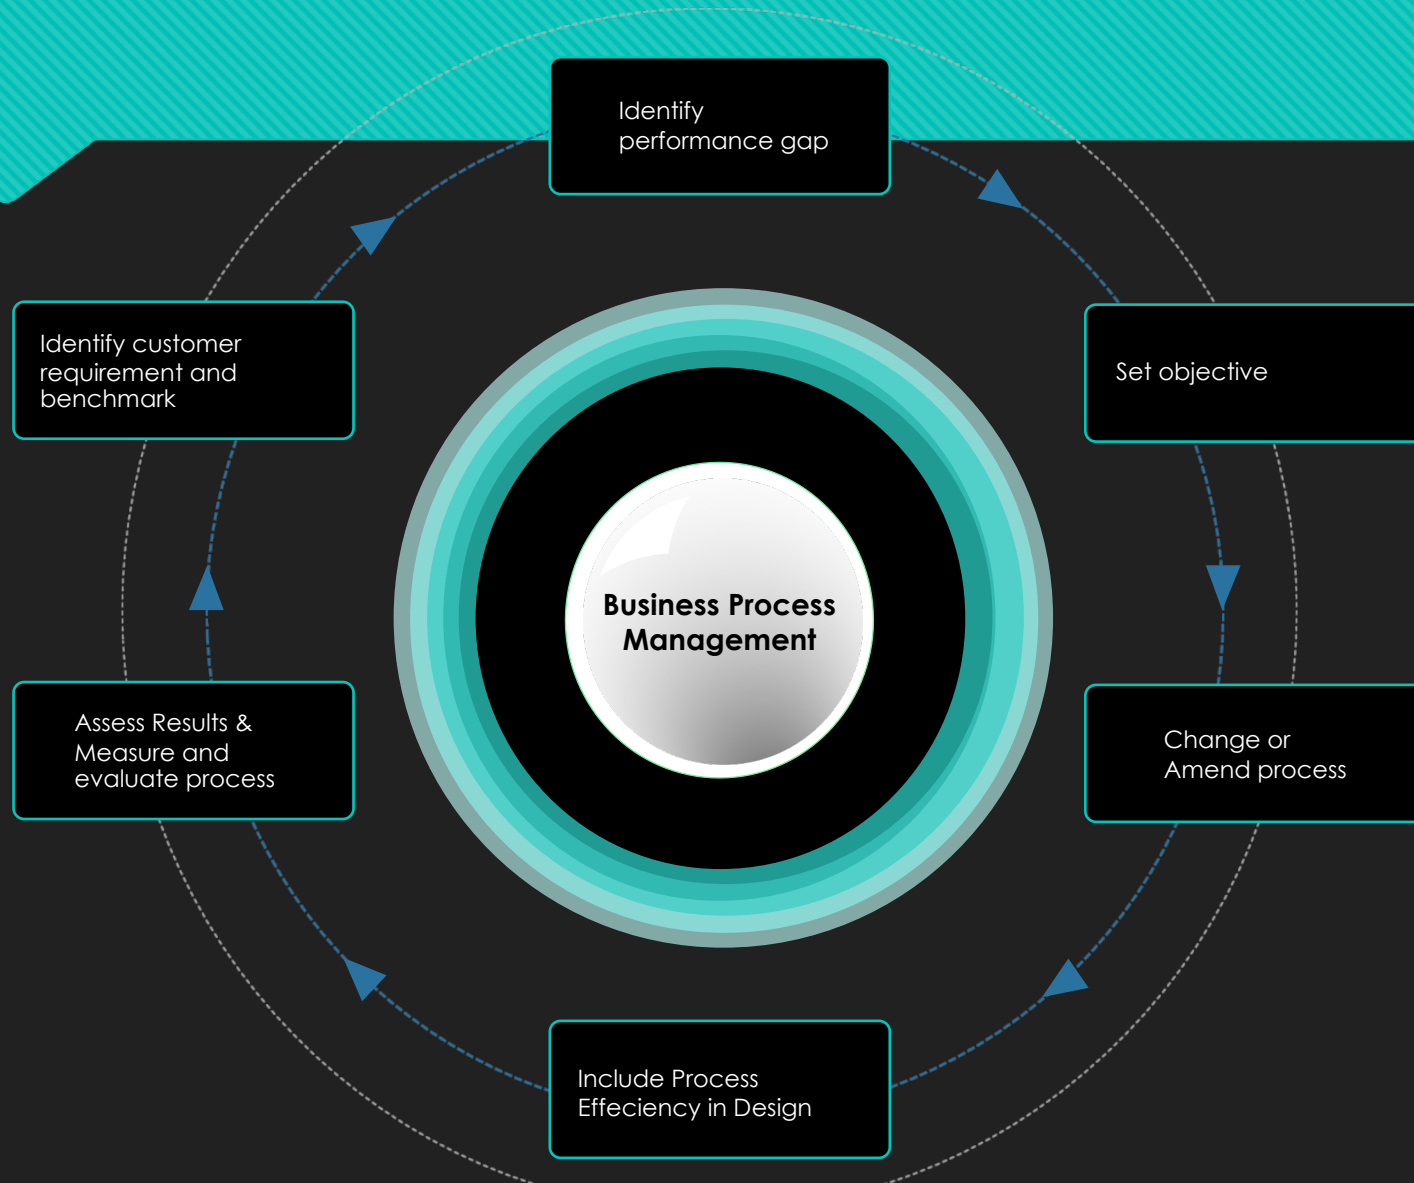 Identify
performance gap
Set objective
Change or
Amend process
Include Process
Effeciency in Design
Assess Results &
Measure and
evaluate process
Identify customer
requirement and
benchmark
Business Process
Management